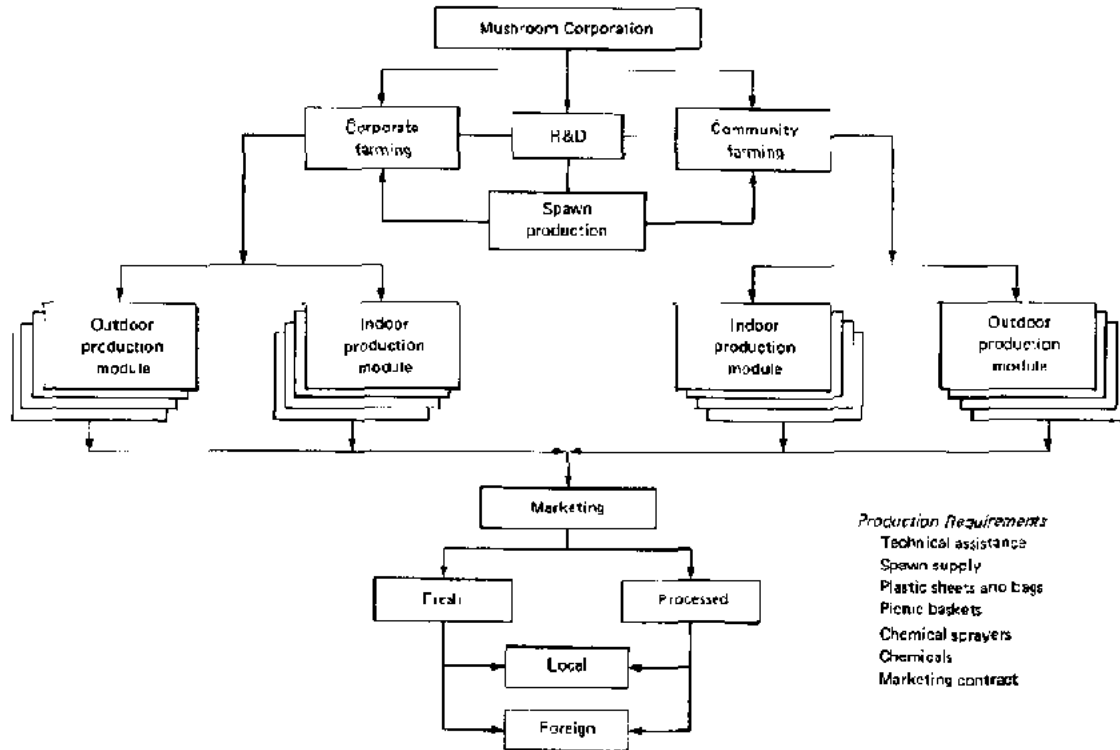 Mushroom Corporation
Corporate
farming
R&D
Community
farming
Spawn
production
Outdoor
production
module
Indoor
production
module
Indoor
production
module
Outdoor
production
module
Marketing
Production Requirements
Technical assistance
Spawn supply
Plastic sheets and bags
Picnic baskets
Chemical sprayers
Chemicals
Marketing contract
Fresh
Processed
Local
Foreign